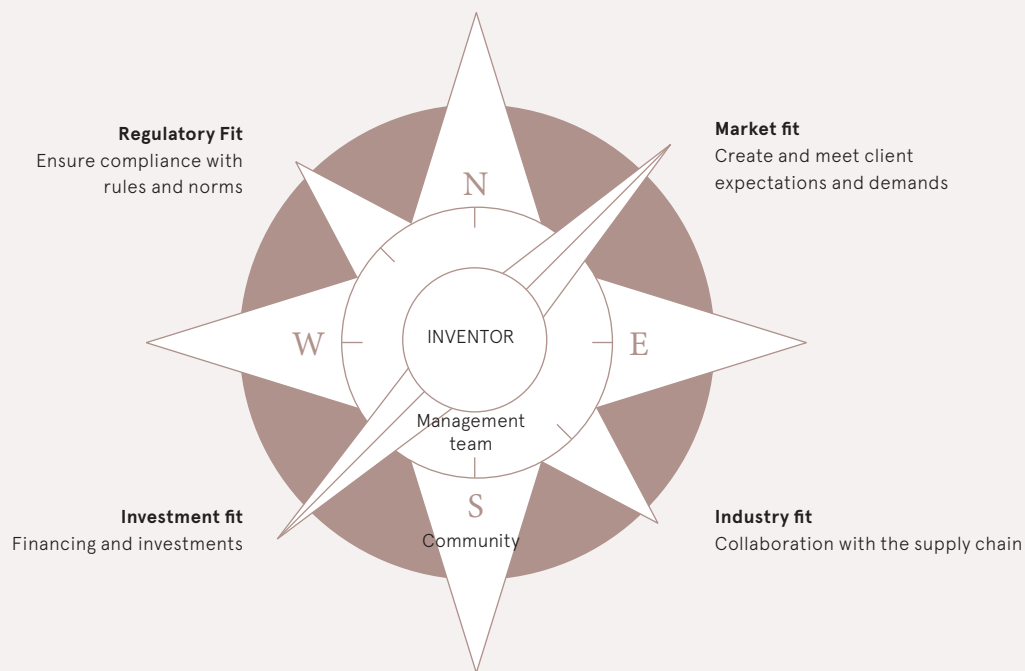 Regulatory Fit
Ensure compliance with
rules and norms
Market fit
Create and meet client
expectations and demands
N
W
INVENTOR
E
Management
team
S
Community
Investment fit
Financing and investments
Industry fit
Collaboration with the supply chain